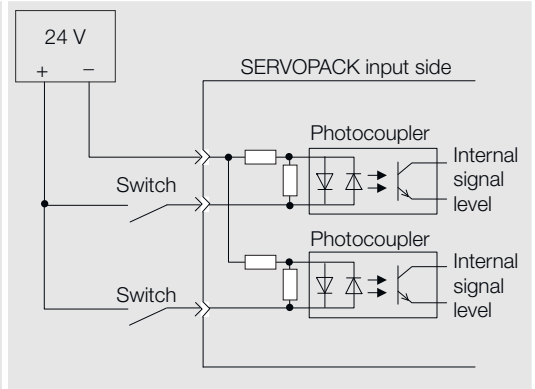 24 V
+ −
SERVOPACK input side
Photocoupler
Internal
signal
level
Switch
Photocoupler
Internal
signal
level
Switch